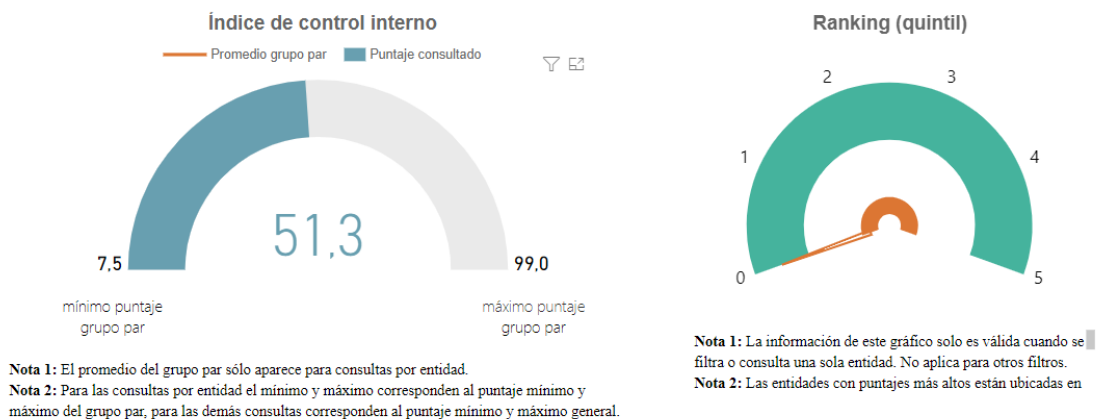 Índice de control interno
Promedio grupo par
Puntaje consultado
51,3
7,5
99,0
mínimo puntaje
grupo par
máximo puntaje
grupo par
Nota 1: El promedio del grupo par sólo aparece para consultas por entidad.
Nota 2: Para las consultas por entidad el mínimo y máximo corresponden al puntaje mínimo y
máximo del grupo par, para las demás consultas corresponden al puntaje mínimo y máximo general.
Ranking (quintil)
0
1
2
3
4
5
Nota 1: La información de este gráfico solo es válida cuando se
filtra o consulta una sola entidad. No aplica para otros filtros.
Nota 2: Las entidades con puntajes más altos están ubicadas en